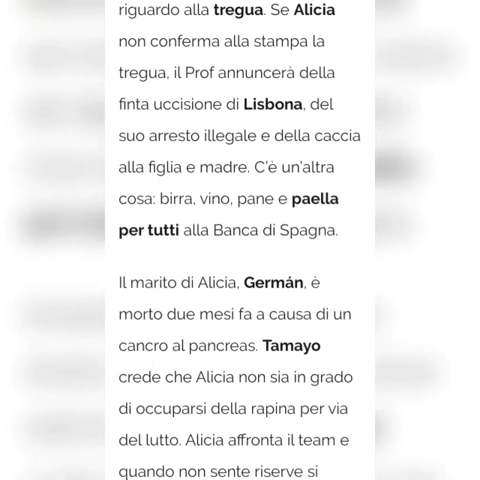 riguardo alla tregua. Se Alicia
non conferma alla stampa la
tregua, il Prof annuncerà della
finta uccisione di Lisbona, del
suo arresto illegale e della caccia
alla figlia e madre. C'è un'altra
cosa: birra, vino, pane e paella
per tutti alla Banca di Spagna.
Il marito di Alicia, Germán, è
morto due mesi fa a causa di un
cancro al pancreas. Tamayo
crede che Alicia non sia in grado
di occuparsi della rapina per via
del lutto. Alicia affronta il team e
quando non sente riserve si